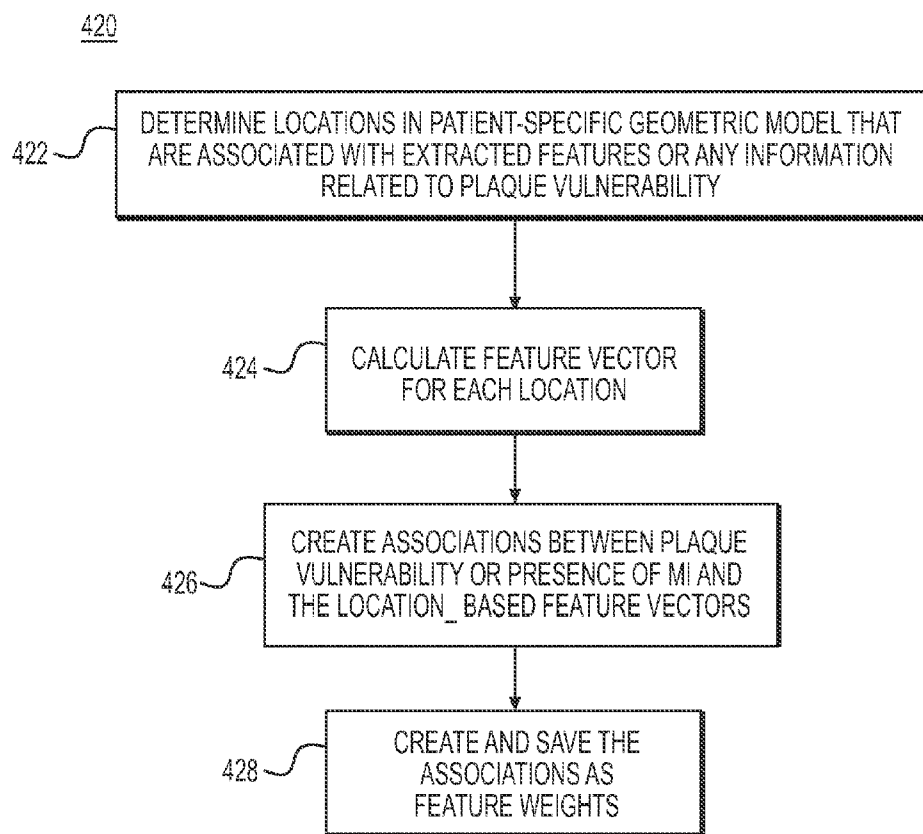 420
422
DETERMINE LOCATIONS IN PATIENT-SPECIFIC GEOMETRIC MODEL THAT
ARE ASSOCIATED WITH EXTRACTED FEATURES OR ANY INFORMATION
RELATED TO PLAQUE VULNERABILITY
424
CALCULATE FEATURE VECTOR
FOR EACH LOCATION
426
CREATE ASSOCIATIONS BETWEEN PLAQUE
VULNERABILITY OR PRESENCE OF MI AND
THE LOCATION_ BASED FEATURE VECTORS
428
CREATE AND SAVE THE
ASSOCIATIONS AS
FEATURE WEIGHTS